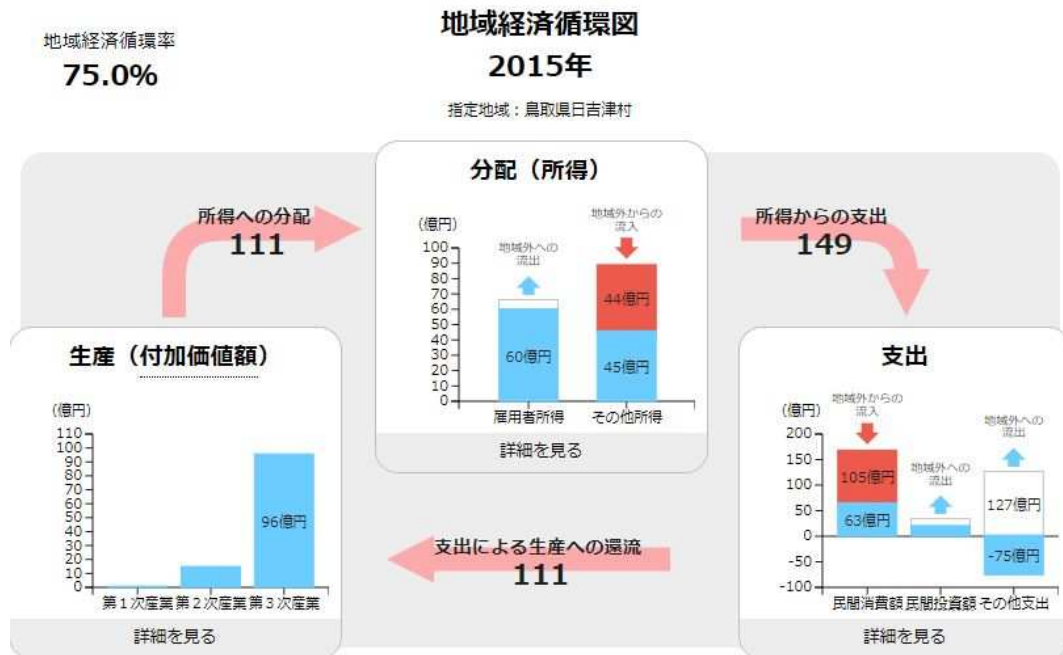 地域経済循環図
2015年
指定地域：鳥取県日吉津村
地域経済循環率
75.0%
所得への分配
111
分配（所得）
(億円)
100
90
80
70
60
50
40
30
20
10
0
地域外への
流出
地域外からの
流入
60億円
44億円
45億円
雇用者所得
その他所得
詳細を見る
所得からの支出
149
生産（付加価値額）
(億円)
110
100
90
80
70
60
50
40
30
20
10
0
96億円
第１次産業
第２次産業
第３次産業
詳細を見る
支出による生産への還流
111
支出
(億円)
200
150
100
50
0
-50
-100
地域外からの
流入
地域外への
流出
地域外への
流出
105億円
63億円
127億円
-75億円
民間消費額
民間投資額
その他支出
詳細を見る